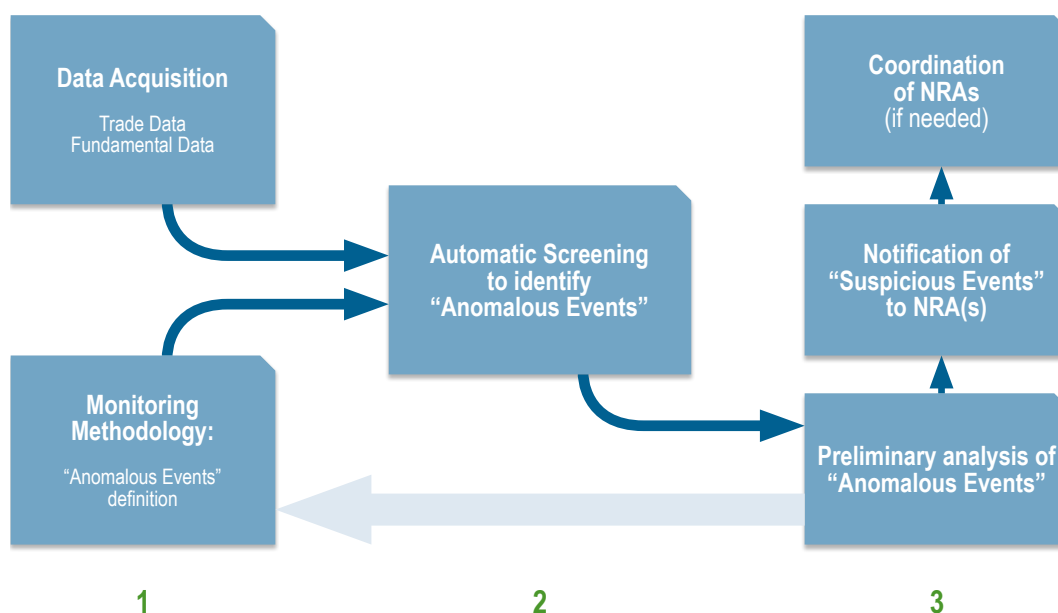 Data Acquisition
Trade Data
Fundamental Data
Monitoring
Methodology:
“Anomalous Events”
definition
Automatic Screening
to identify
“Anomalous Events”
Coordination
of NRAs
(if needed)
Notification of
“Suspicious Events”
to NRA(s)
Preliminary analysis of
“Anomalous Events”
1
2
3